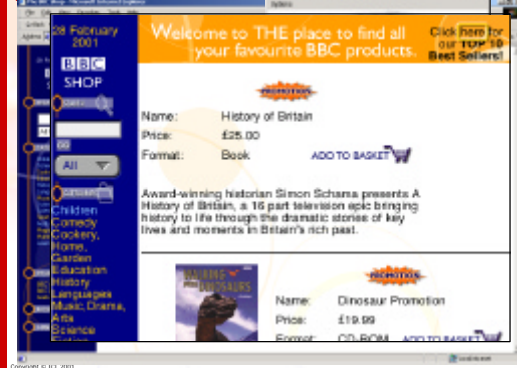 28 February
2001
BBC
SHOP
All
Children
Comedy
Cookery,
Home,
Garden
Education
History
Languages
Music, Drama,
Arts
Science
Fiction
Welcome to THE place to find all
your favourite BBC products.
Click here for
our TOP 10
Best Sellers!
PROMOTION
Name: History of Britain
Price: £25.00
Format: Book ADD TO BASKET
Award-winning historian Simon Schama presents A
History of Britain, a 16 part television epic bringing
history to life through the dramatic stories of key
lives and moments in Britain's rich past.
WALKING
DINOSAURS
PROMOTION
Name: Dinosaur Promotion
Price: £19.99
Format: CD-ROM ADD TO BASKET